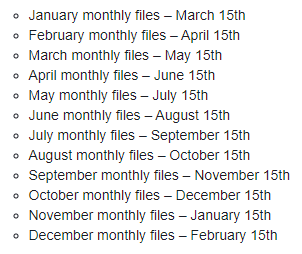 January monthly files – March 15th
February monthly files – April 15th
March monthly files – May 15th
April monthly files – June 15th
May monthly files – July 15th
June monthly files – August 15th
July monthly files – September 15th
August monthly files – October 15th
September monthly files – November 15th
October monthly files – December 15th
November monthly files – January 15th
December monthly files – February 15th